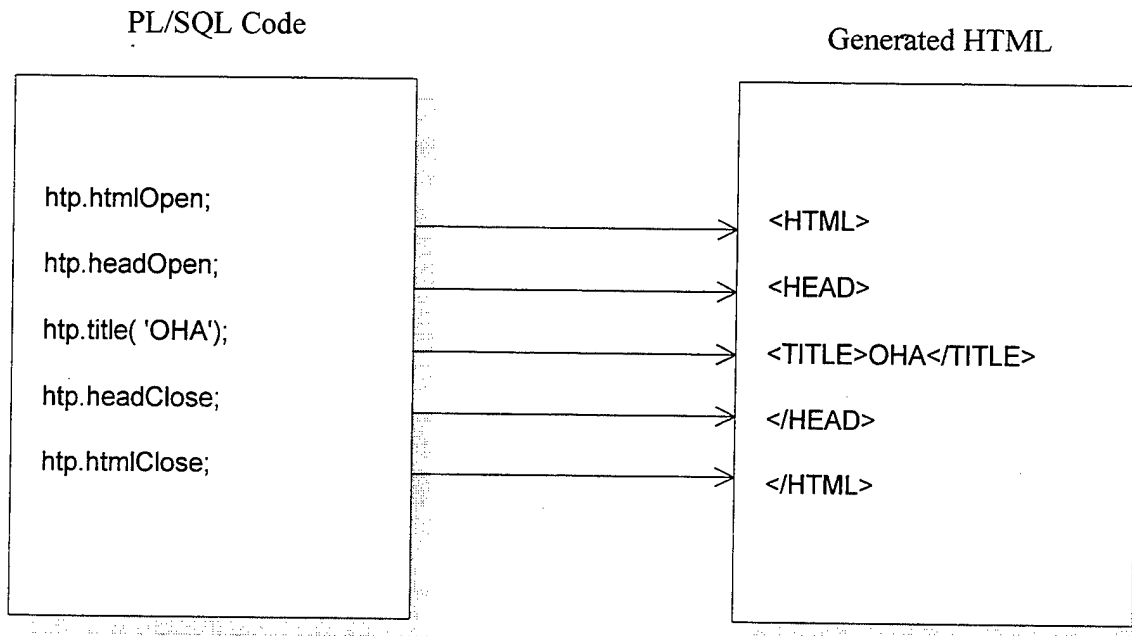 PL/SQL Code
Generated HTML
htp.htmlOpen;
htp.headOpen;
htp.title( 'OHA');
htp.headClose;
htp.htmlClose;
<HTML>
<HEAD>
<TITLE>OHA</TITLE>
</HEAD>
</HTML>